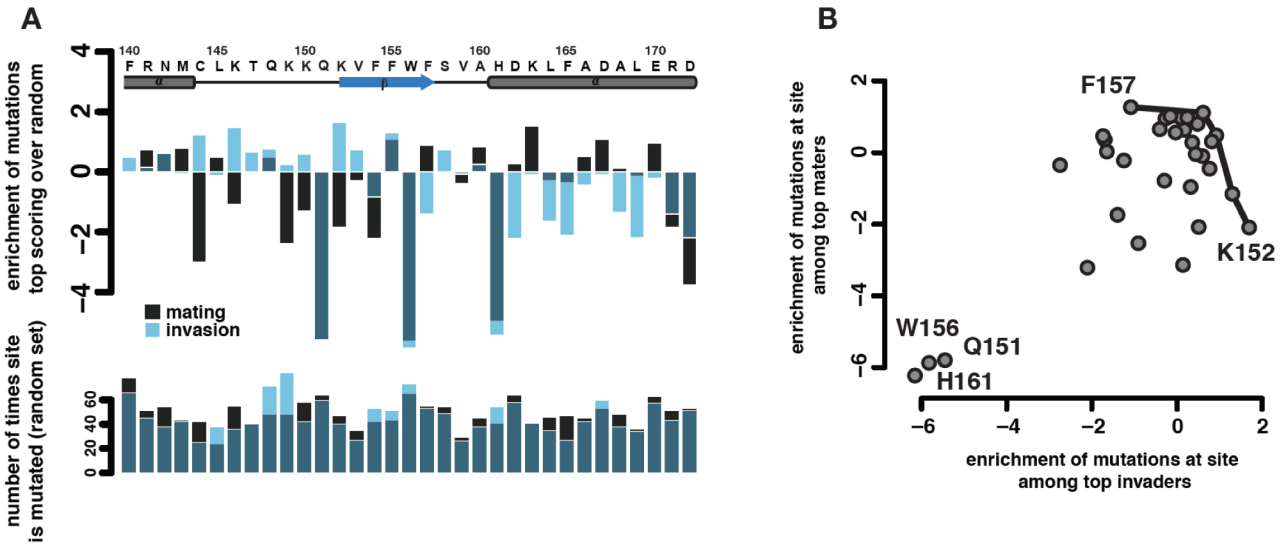 A
B
140 145 150 155 160 165 170
F R N M C L K T Q K K Q K V F F W F S V A H D K L F A D A L E R D
α β α
enrichment of mutations
top scoring over random
4
2
0
−2
−4
mating
invasion
number of times site
is mutated (random set)
60
40
20
0
enrichment of mutations at site
among top maters
2
0
−2
−4
−6
F157
K152
W156
Q151
H161
−6 −4 −2 0 2
enrichment of mutations at site
among top invaders